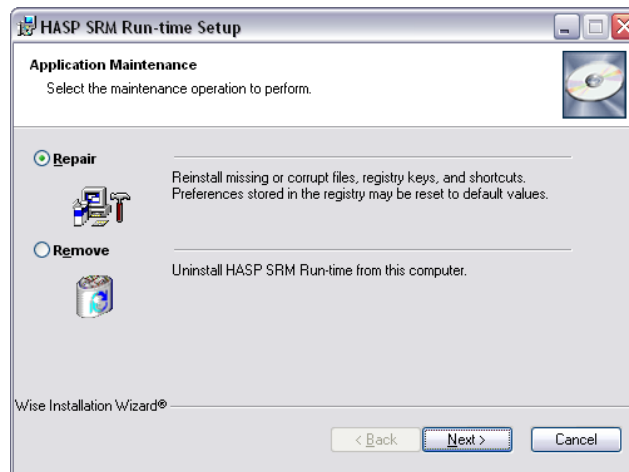 HASP SRM Run-time Setup
Application Maintenance
Select the maintenance operation to perform.
Repair
Reinstall missing or corrupt files, registry keys, and shortcuts.
Preferences stored in the registry may be reset to default values.
Remove
Uninstall HASP SRM Run-time from this computer.
Wise Installation Wizard®
< Back
Next >
Cancel